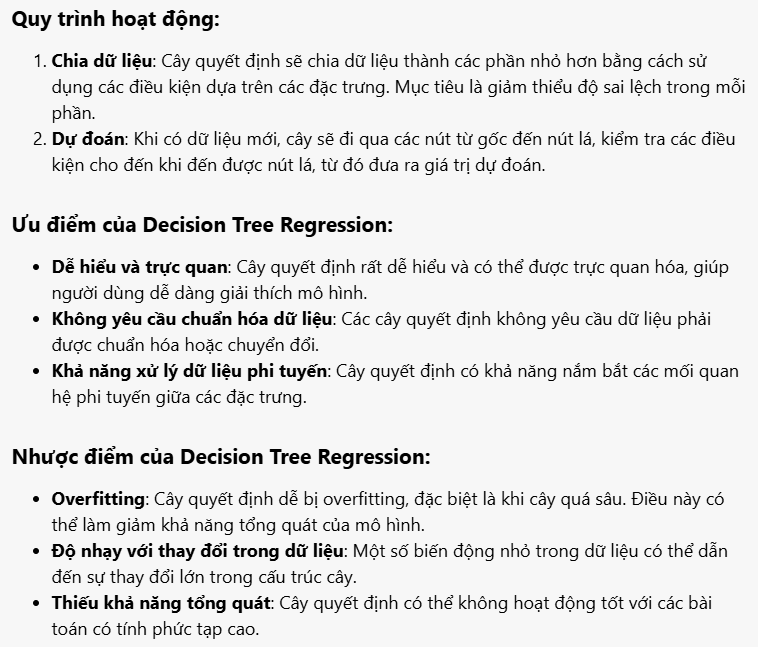 Quy trình hoạt động:
1. Chia dữ liệu: Cây quyết định sẽ chia dữ liệu thành các phần nhỏ hơn bằng cách sử
dụng các điều kiện dựa trên các đặc trưng. Mục tiêu là giảm thiểu độ sai lệch trong mỗi
phần.
2. Dự đoán: Khi có dữ liệu mới, cây sẽ đi qua các nút từ gốc đến nút lá, kiểm tra các điều
kiện cho đến khi đến được nút lá, từ đó đưa ra giá trị dự đoán.
Ưu điểm của Decision Tree Regression:
• Dễ hiểu và trực quan: Cây quyết định rất dễ hiểu và có thể được trực quan hóa, giúp
người dùng dễ dàng giải thích mô hình.
• Không yêu cầu chuẩn hóa dữ liệu: Các cây quyết định không yêu cầu dữ liệu phải
được chuẩn hóa hoặc chuyển đổi.
• Khả năng xử lý dữ liệu phi tuyến: Cây quyết định có khả năng nắm bắt các mối quan
hệ phi tuyến giữa các đặc trưng.
Nhược điểm của Decision Tree Regression:
• Overfitting: Cây quyết định dễ bị overfitting, đặc biệt là khi cây quá sâu. Điều này có
thể làm giảm khả năng tổng quát của mô hình.
• Độ nhạy với thay đổi trong dữ liệu: Một số biến động nhỏ trong dữ liệu có thể dẫn
đến sự thay đổi lớn trong cấu trúc cây.
• Thiếu khả năng tổng quát: Cây quyết định có thể không hoạt động tốt với các bài
toán có tính phức tạp cao.